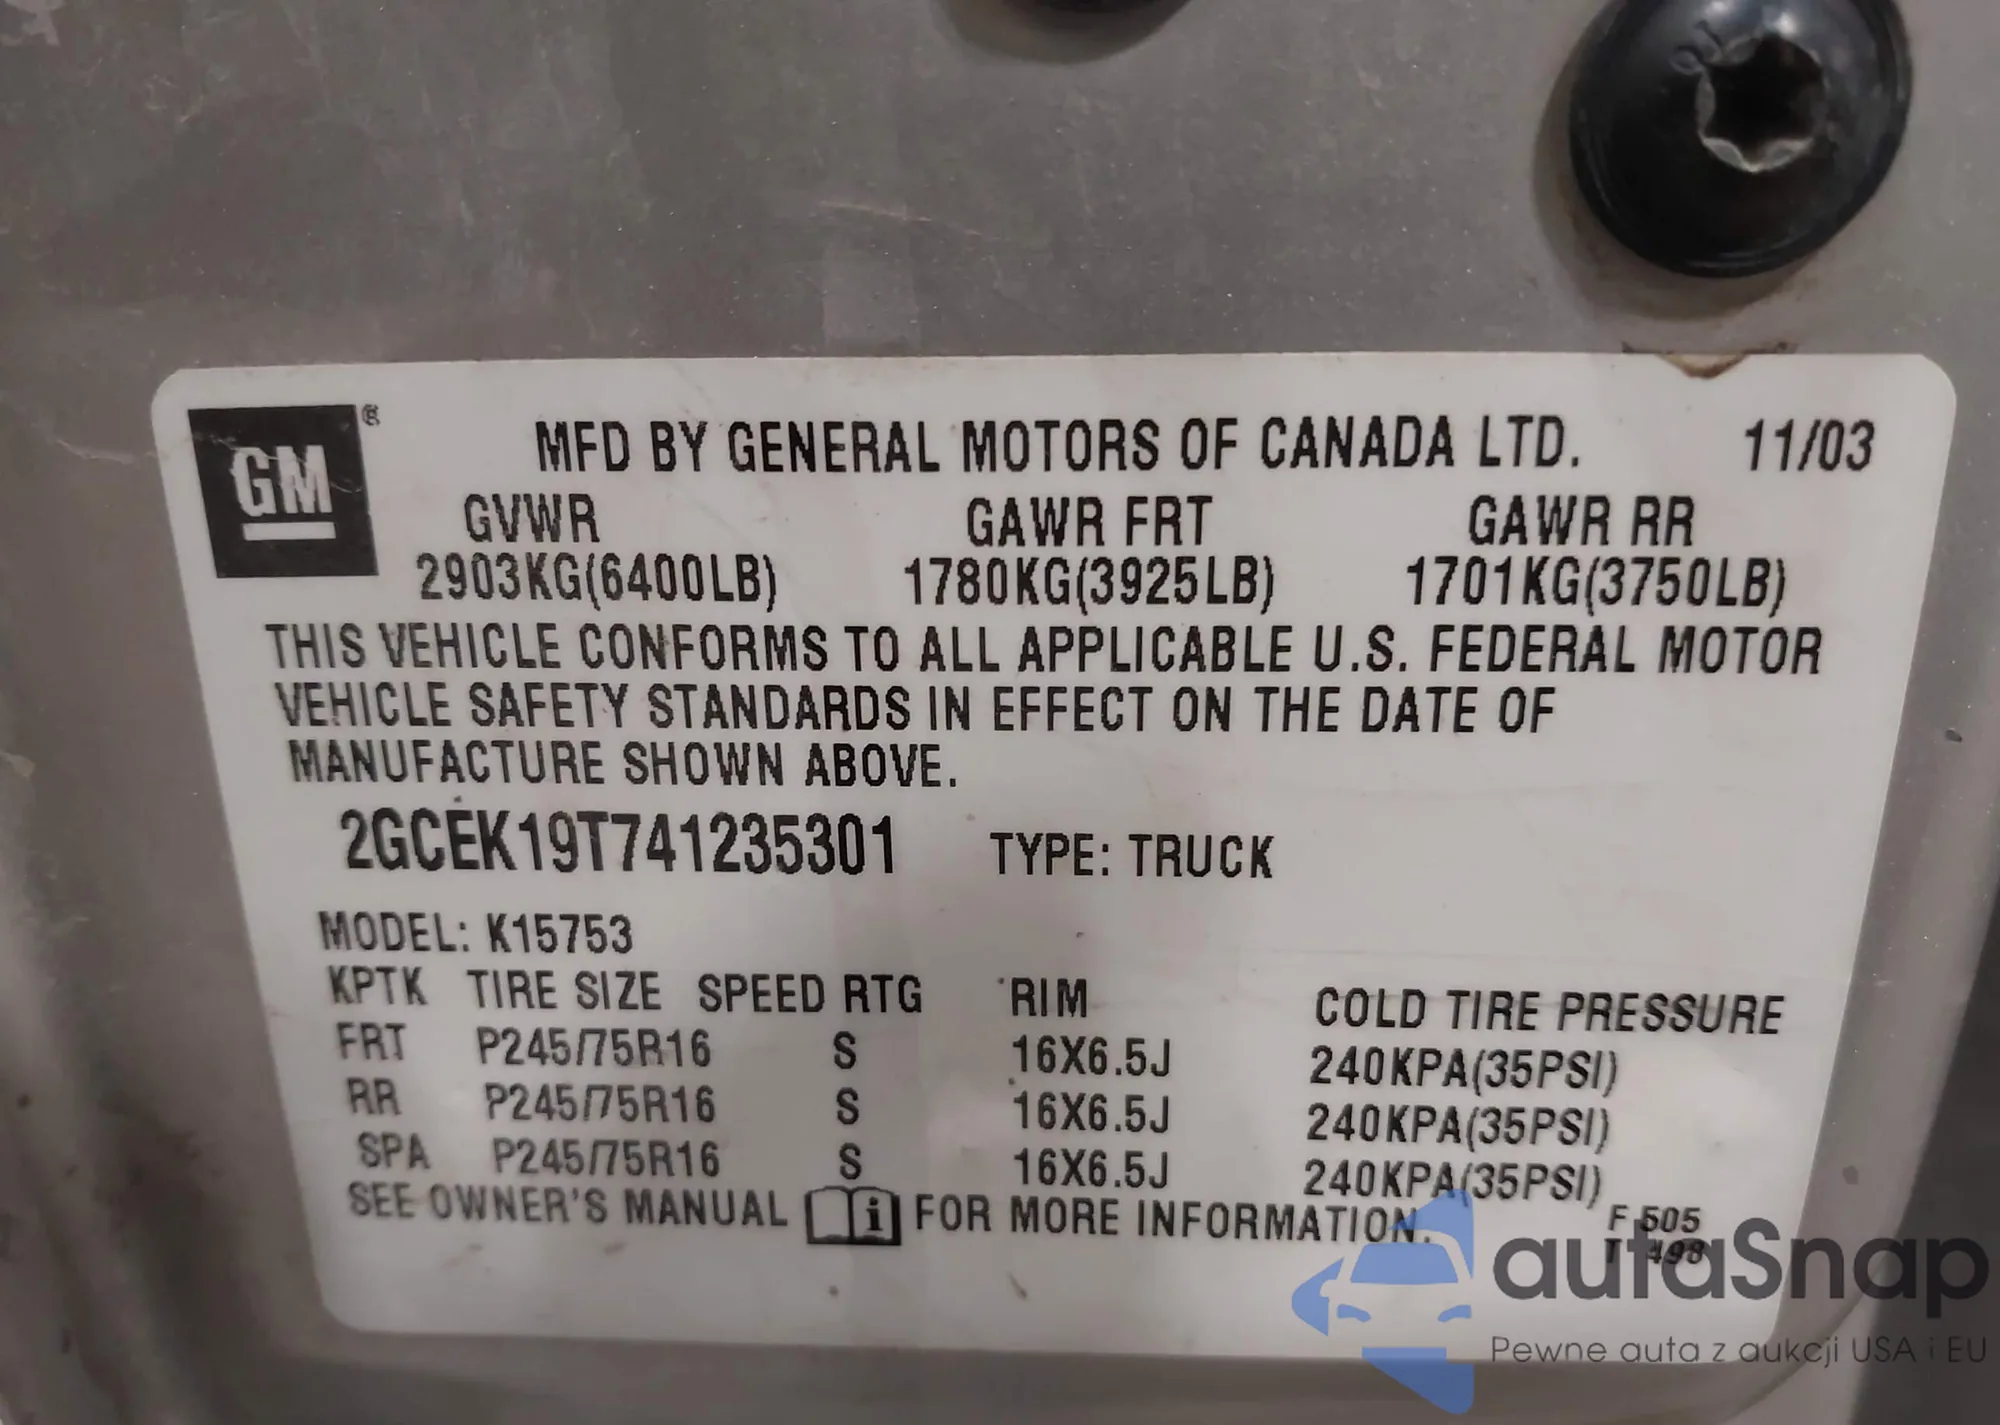 GM ®
MFD BY GENERAL MOTORS OF CANADA LTD. 11/03
GVWR GAWR FRT GAWR RR
2903KG(6400LB) 1780KG(3925LB) 1701KG(3750LB)
THIS VEHICLE CONFORMS TO ALL APPLICABLE U.S. FEDERAL MOTOR
VEHICLE SAFETY STANDARDS IN EFFECT ON THE DATE OF
MANUFACTURE SHOWN ABOVE.
2GCEK19T741235301 TYPE: TRUCK
MODEL: K15753
KPTK TIRE SIZE SPEED RTG RIM COLD TIRE PRESSURE
FRT P245/75R16 S 16X6.5J 240KPA(35PSI)
RR P245/75R16 S 16X6.5J 240KPA(35PSI)
SPA P245/75R16 S 16X6.5J 240KPA(35PSI)
SEE OWNER'S MANUAL i FOR MORE INFORMATION.
F 505
T 498
autaSnap
Pewne auta z aukcji USA i EU